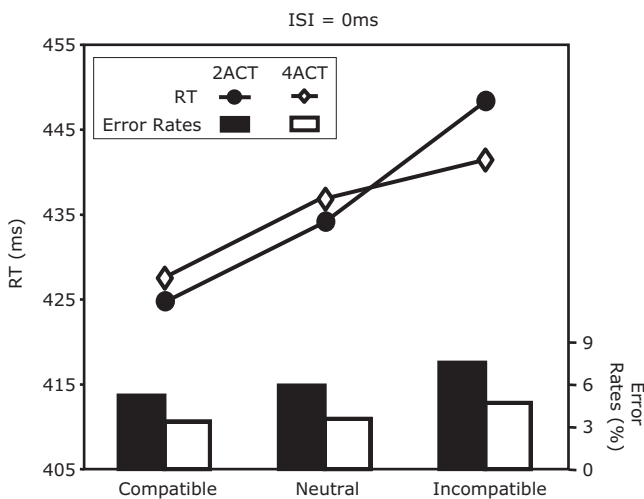 ISI = 0ms
455
445
435
425
415
405
RT (ms)
2ACT 4ACT
RT
Error Rates
9
6
3
0
Error
Rates (%)
Compatible Neutral Incompatible